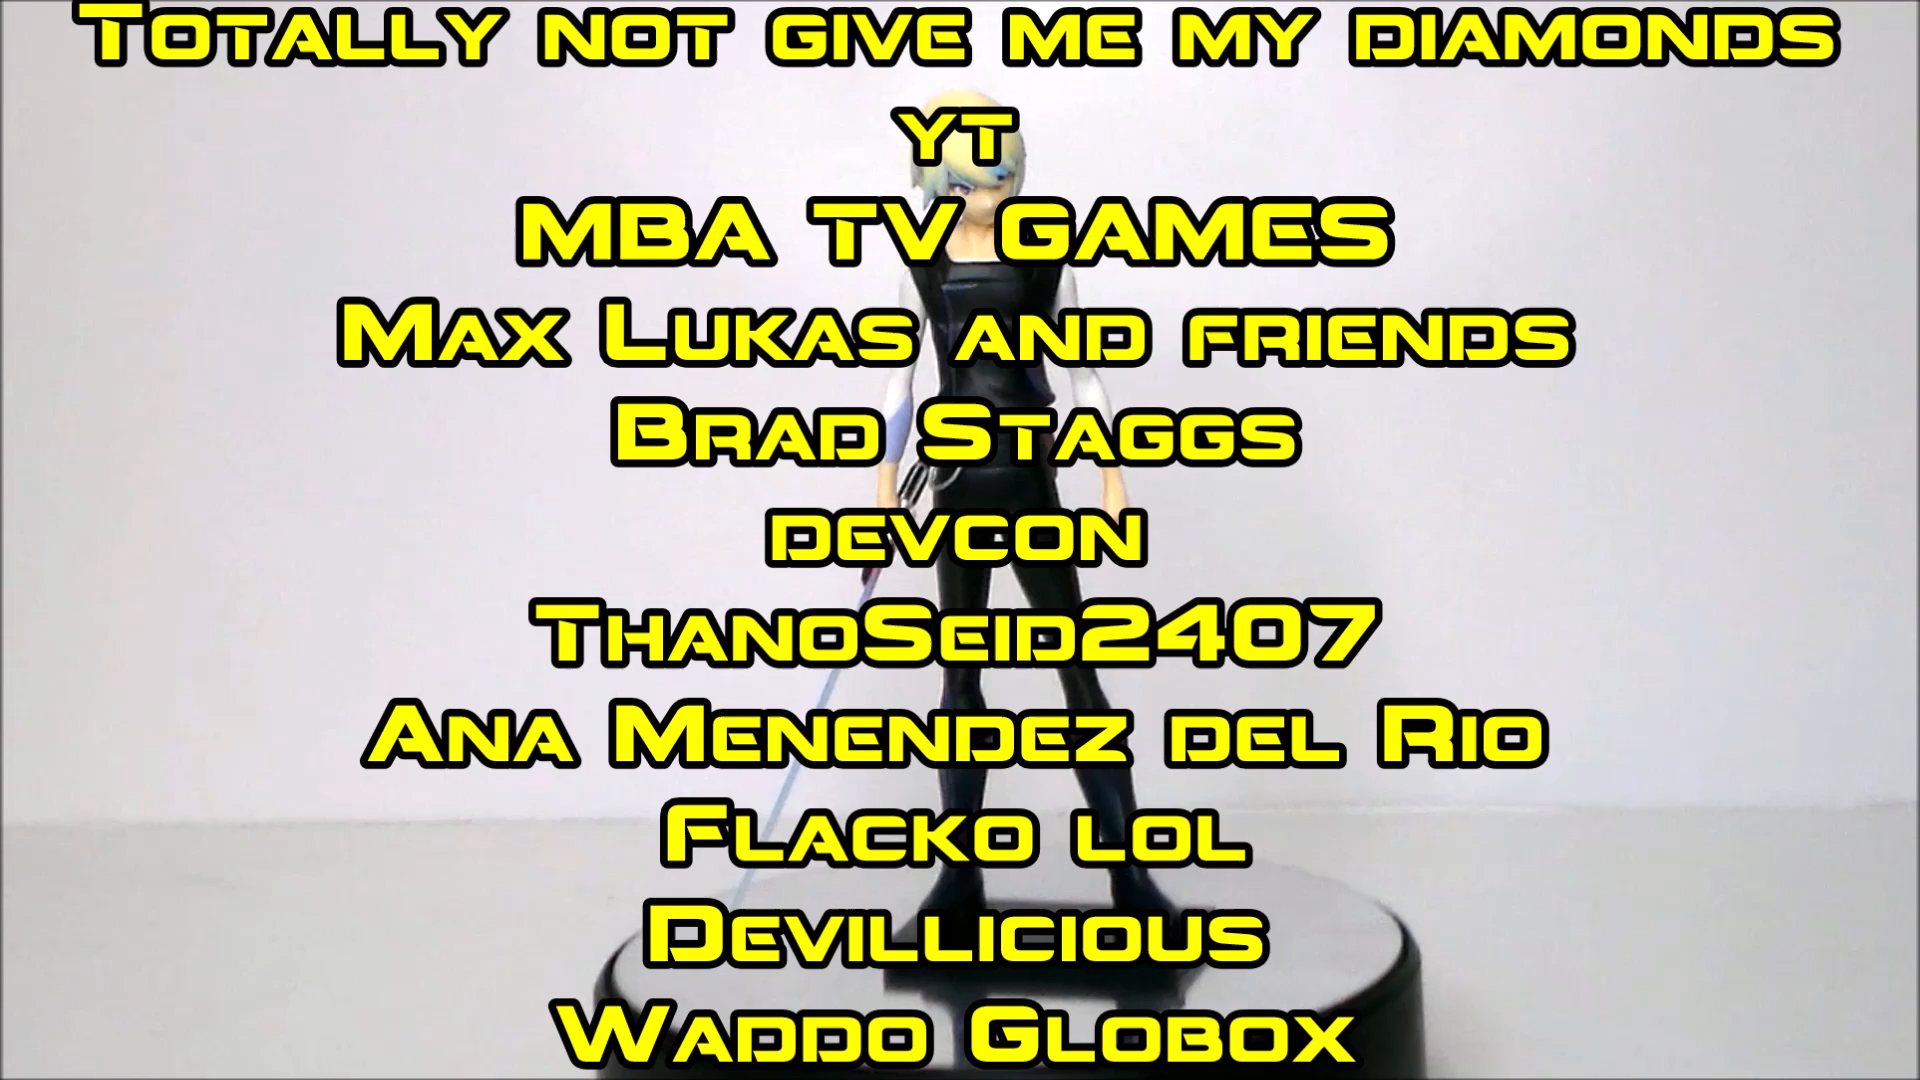 Totally not give me my diamonds
yt
MBA TV GAMES
Max Lukas and friends
Brad Staggs
devcon
ThanoSeid2407
Ana Menendez del Rio
Flacko lol
Devillicious
Waddo Globox